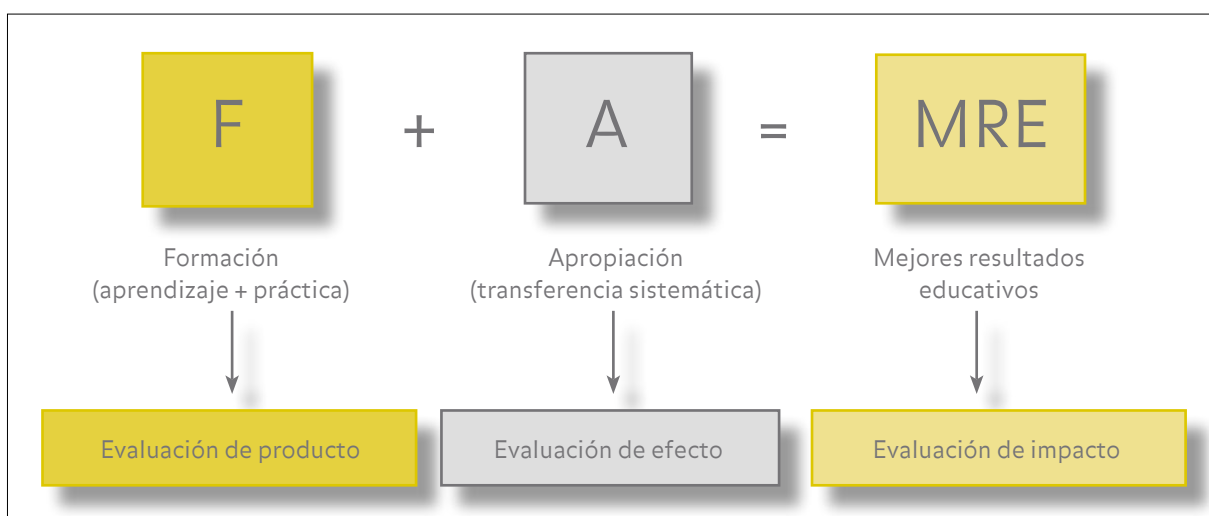 F + A = MRE
Formación
(aprendizaje + práctica)
Apropiación
(transferencia sistemática)
Mejores resultados
educativos
Evaluación de producto
Evaluación de efecto
Evaluación de impacto